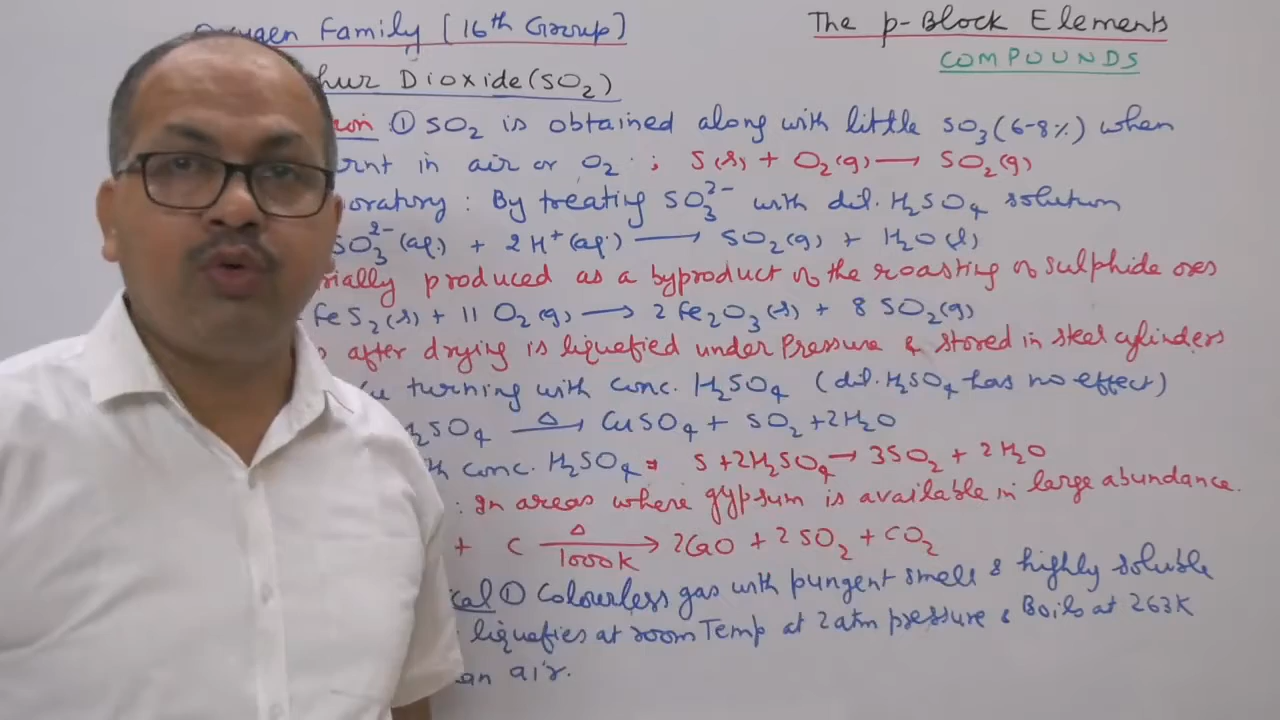 Family [16th Group]
The p-Block Elements
COMPOUNDS
Dioxide (SO2)
① SO2 is obtained along with little SO3 (6-8%) when
in air or O2 ; S(s) + O2(g) → SO2(g)
: By treating SO3²⁻ with dil. H2SO4 solution
SO3²⁻(aq) + 2H⁺(aq) → SO2(g) + H2O(l)
produced as a byproduct of the roasting of sulphide ores
FeS2(s) + 11 O2(g) → 2 Fe2O3(s) + 8 SO2(g)
after drying is liquefied under Pressure & stored in steel cylinders
turning with conc. H2SO4 (dil. H2SO4 has no effect)
H2SO4 Δ→ CuSO4 + SO2 + 2H2O
conc. H2SO4 S + 2H2SO4 → 3SO2 + 2H2O
: In areas where gypsum is available in large abundance.
+ C Δ→ 1000K 2CaO + 2SO2 + CO2
① Colourless gas with pungent smell & highly soluble
liquefies at room Temp at 2atm pressure & Boils at 263K
air.